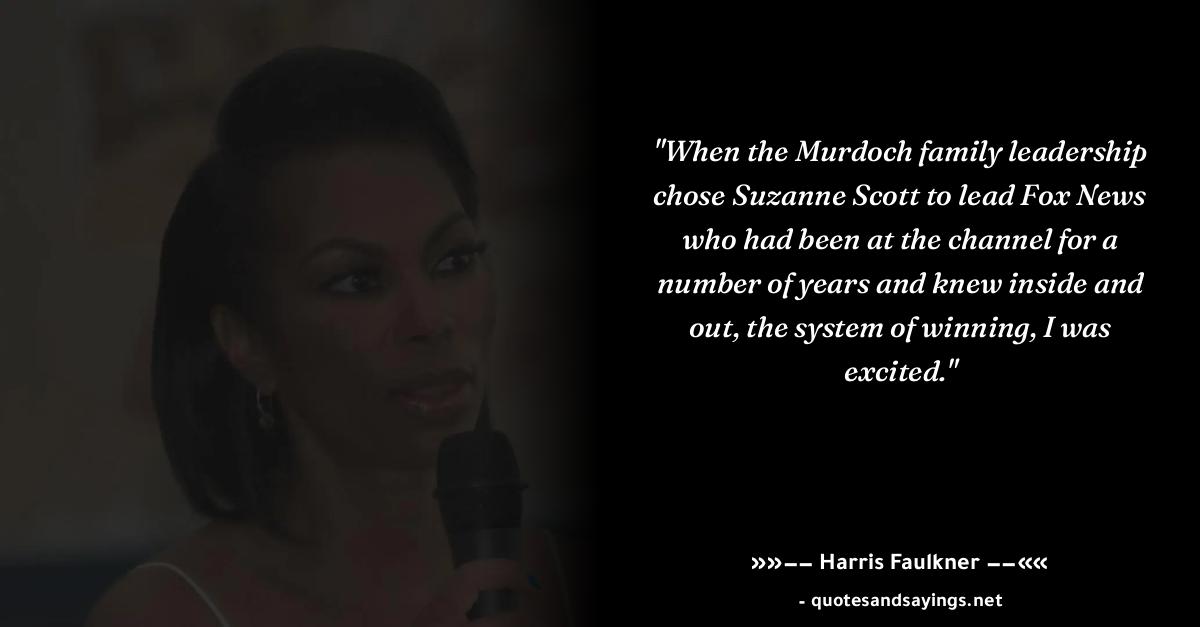 "When the Murdoch family leadership
chose Suzanne Scott to lead Fox News
who had been at the channel for a
number of years and knew inside and
out, the system of winning, I was
excited."
»»−− Harris Faulkner −−««
- quotesandsayings.net